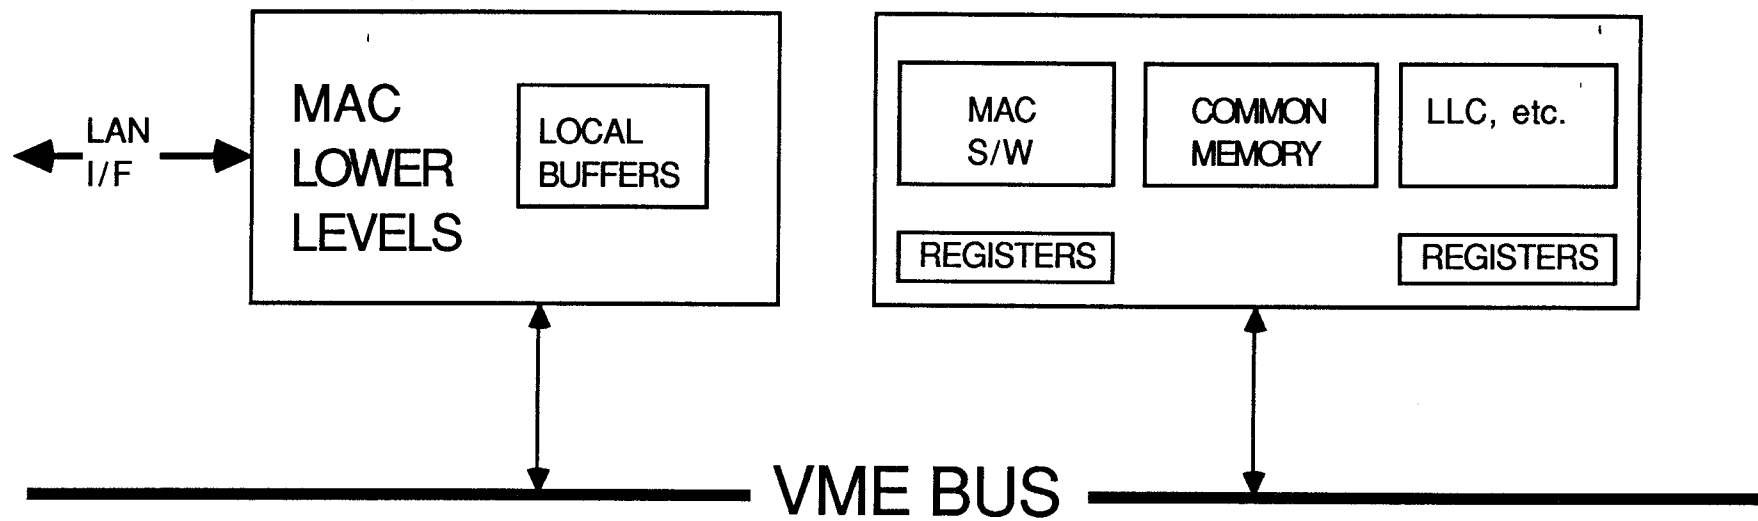 LAN
I/F
MAC
LOWER
LEVELS
LOCAL
BUFFERS
MAC
S/W
COMMON
MEMORY
LLC, etc.
REGISTERS
REGISTERS
VME BUS